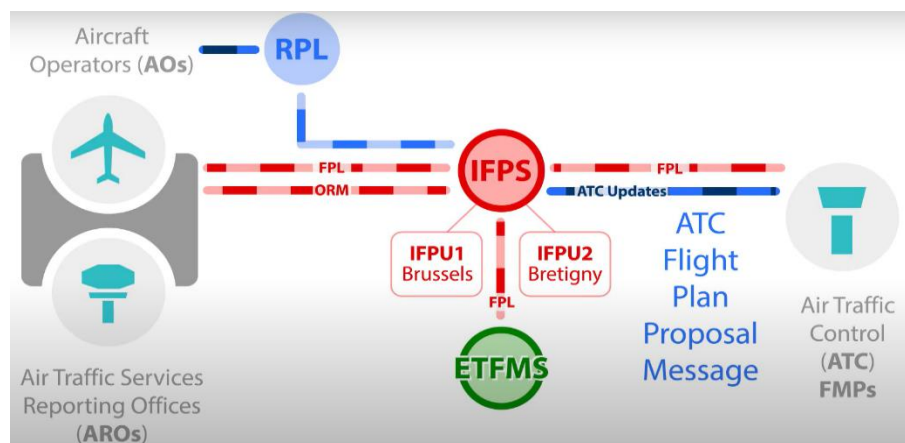 Aircraft
Operators (AOs)
RPL
FPL
ORM
IFPS
FPL
ATC Updates
IFPU1
Brussels
IFPU2
Bretigny
FPL
ETFMS
ATC
Flight
Plan
Proposal
Message
Air Traffic Services
Reporting Offices
(AROs)
Air Traffic
Control
(ATC)
FMPs